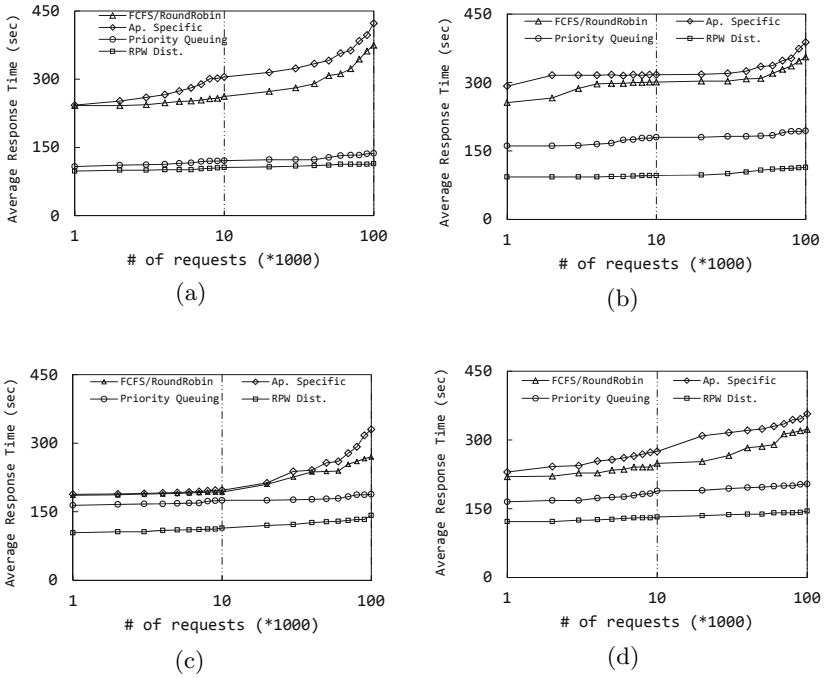 Average Response Time (sec)
450
300
150
0
FCFS/RoundRobin
Ap. Specific
Priority Queuing
RPW Dist.
1 10 100
# of requests (*1000)
(a)
Average Response Time (sec)
450
300
150
0
FCFS/RoundRobin Ap. Specific
Priority Queuing RPW Dist.
1 10 100
# of requests (*1000)
(b)
Average Response Time (sec)
450
300
150
0
FCFS/RoundRobin Ap. Specific
Priority Queuing RPW Dist.
1 10 100
# of requests (*1000)
(c)
Average Response Time (sec)
450
300
150
0
FCFS/RoundRobin Ap. Specific
Priority Queuing RPW Dist.
1 10 100
# of requests (*1000)
(d)